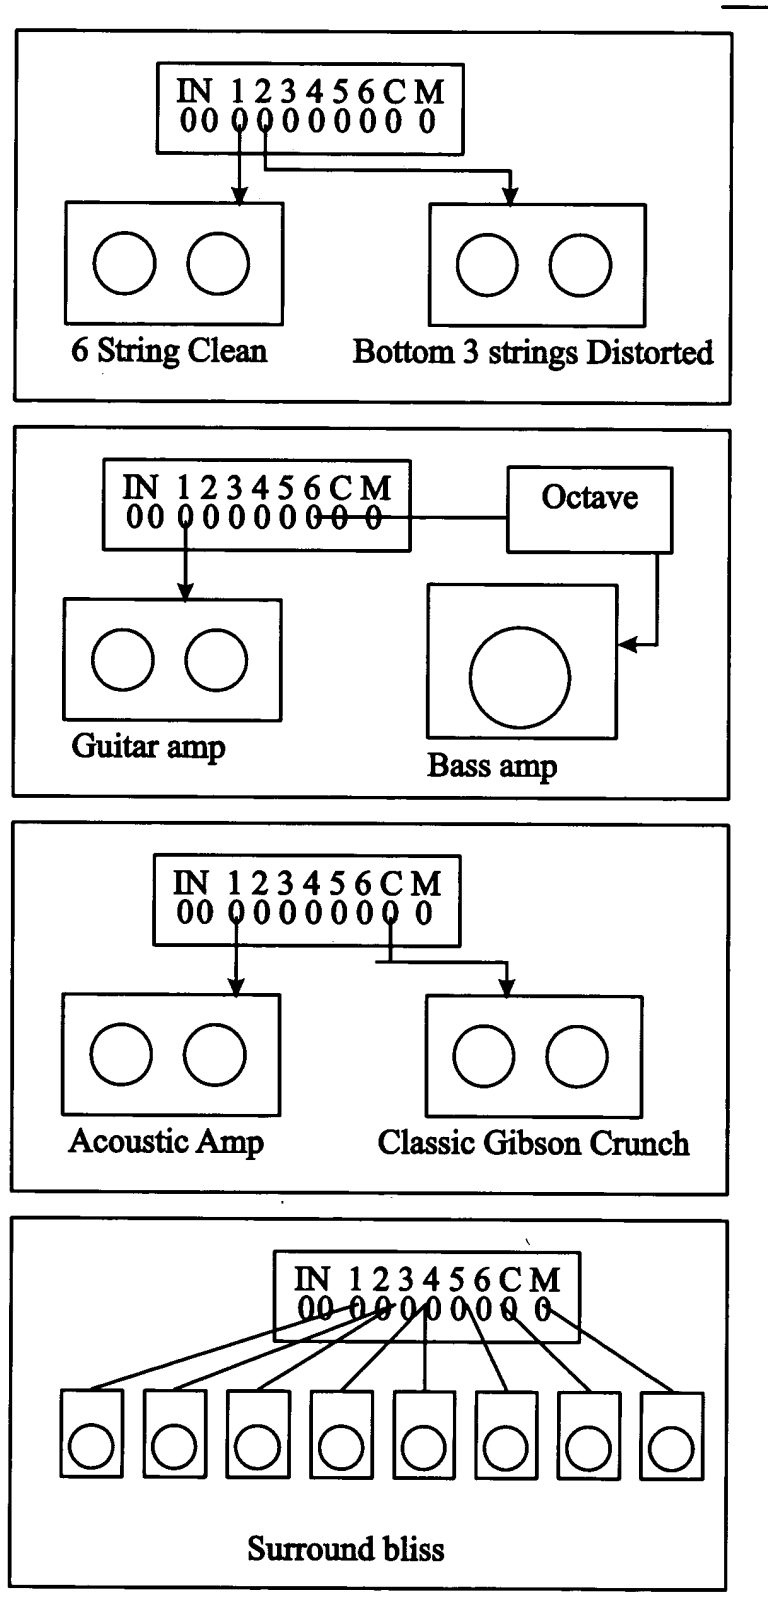 IN 1 2 3 4 5 6 C M
00 0 0 0 0 0 0 0 0
6 String Clean
Bottom 3 strings Distorted
IN 1 2 3 4 5 6 C M
00 0 0 0 0 0 0 0 0
Octave
Guitar amp
Bass amp
IN 1 2 3 4 5 6 C M
00 0 0 0 0 0 0 0 0
Acoustic Amp
Classic Gibson Crunch
IN 1 2 3 4 5 6 C M
00 0 0 0 0 0 0 0 0
Surround bliss